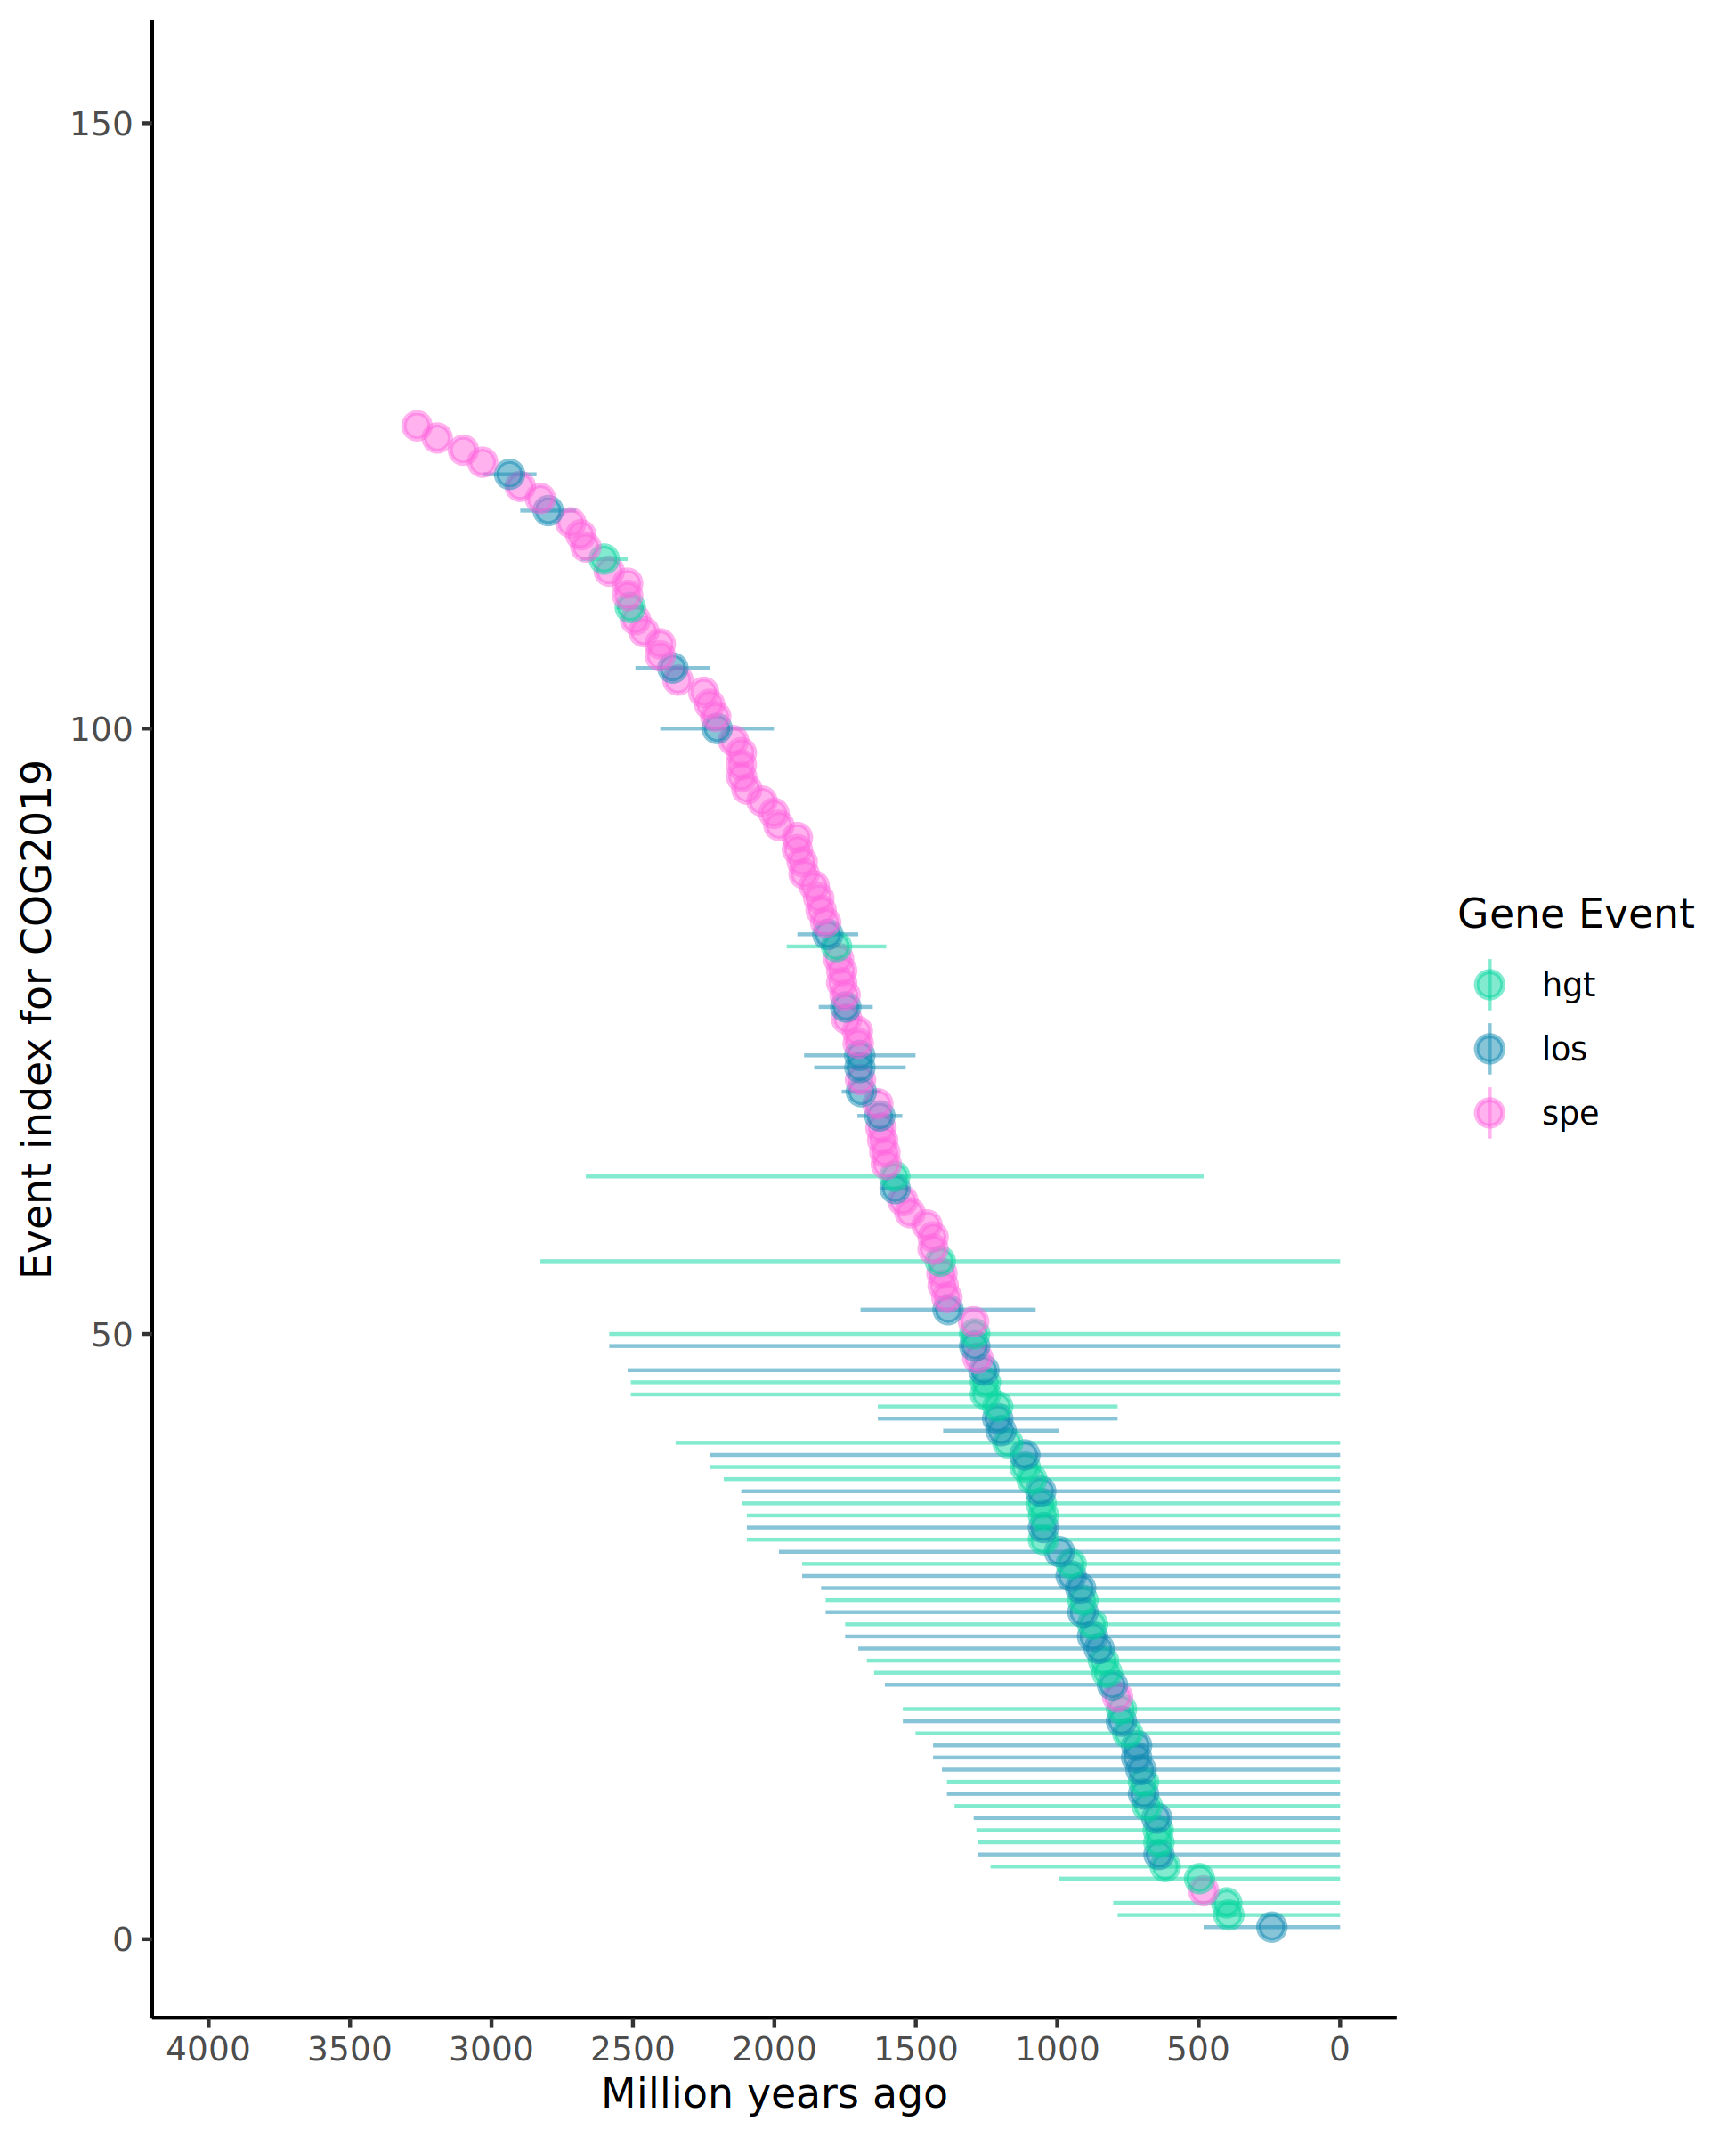 150
100
50
0
Event index for COG2019
4000 3500 3000 2500 2000 1500 1000 500 0
Million years ago
Gene Event
hgt
los
spe